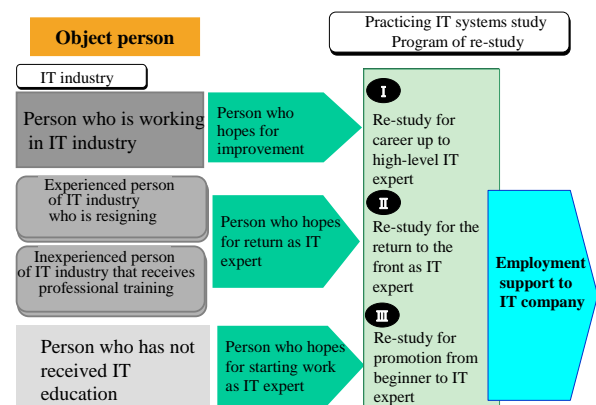 Object person
Practicing IT systems study
Program of re-study
IT industry
Person who is working
in IT industry
Person who
hopes for
improvement
I
Re-study for
career up to
high-level IT
expert
Experienced person
of IT industry
who is resigning
Inexperienced person
of IT industry that receives
professional training
Person who hopes
for return as IT
expert
II
Re-study for the
return to the
front as IT
expert
Person who has not
received IT
education
Person who hopes
for starting work
as IT expert
III
Re-study for
promotion from
beginner to IT
expert
Employment
support to
IT company